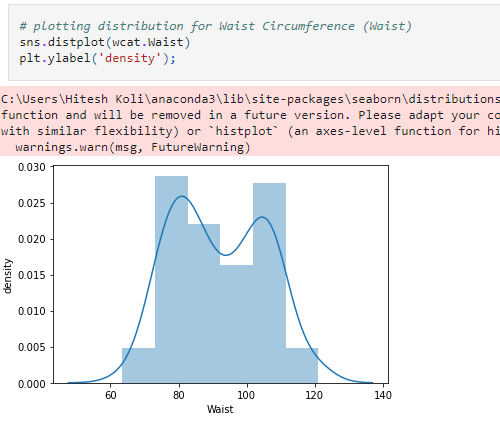 # plotting distribution for Waist Circumference (Waist)
sns.distplot(wcat.Waist)
plt.ylabel('density');
C:\Users\Hitesh Koli\anaconda3\lib\site-packages\seaborn\distributions
function and will be removed in a future version. Please adapt your co
with similar flexibility) or `histplot` (an axes-level function for hi
warnings.warn(msg, FutureWarning)
0.030
0.025
0.020
0.015
0.010
0.005
0.000
density
60 80 100 120 140
Waist